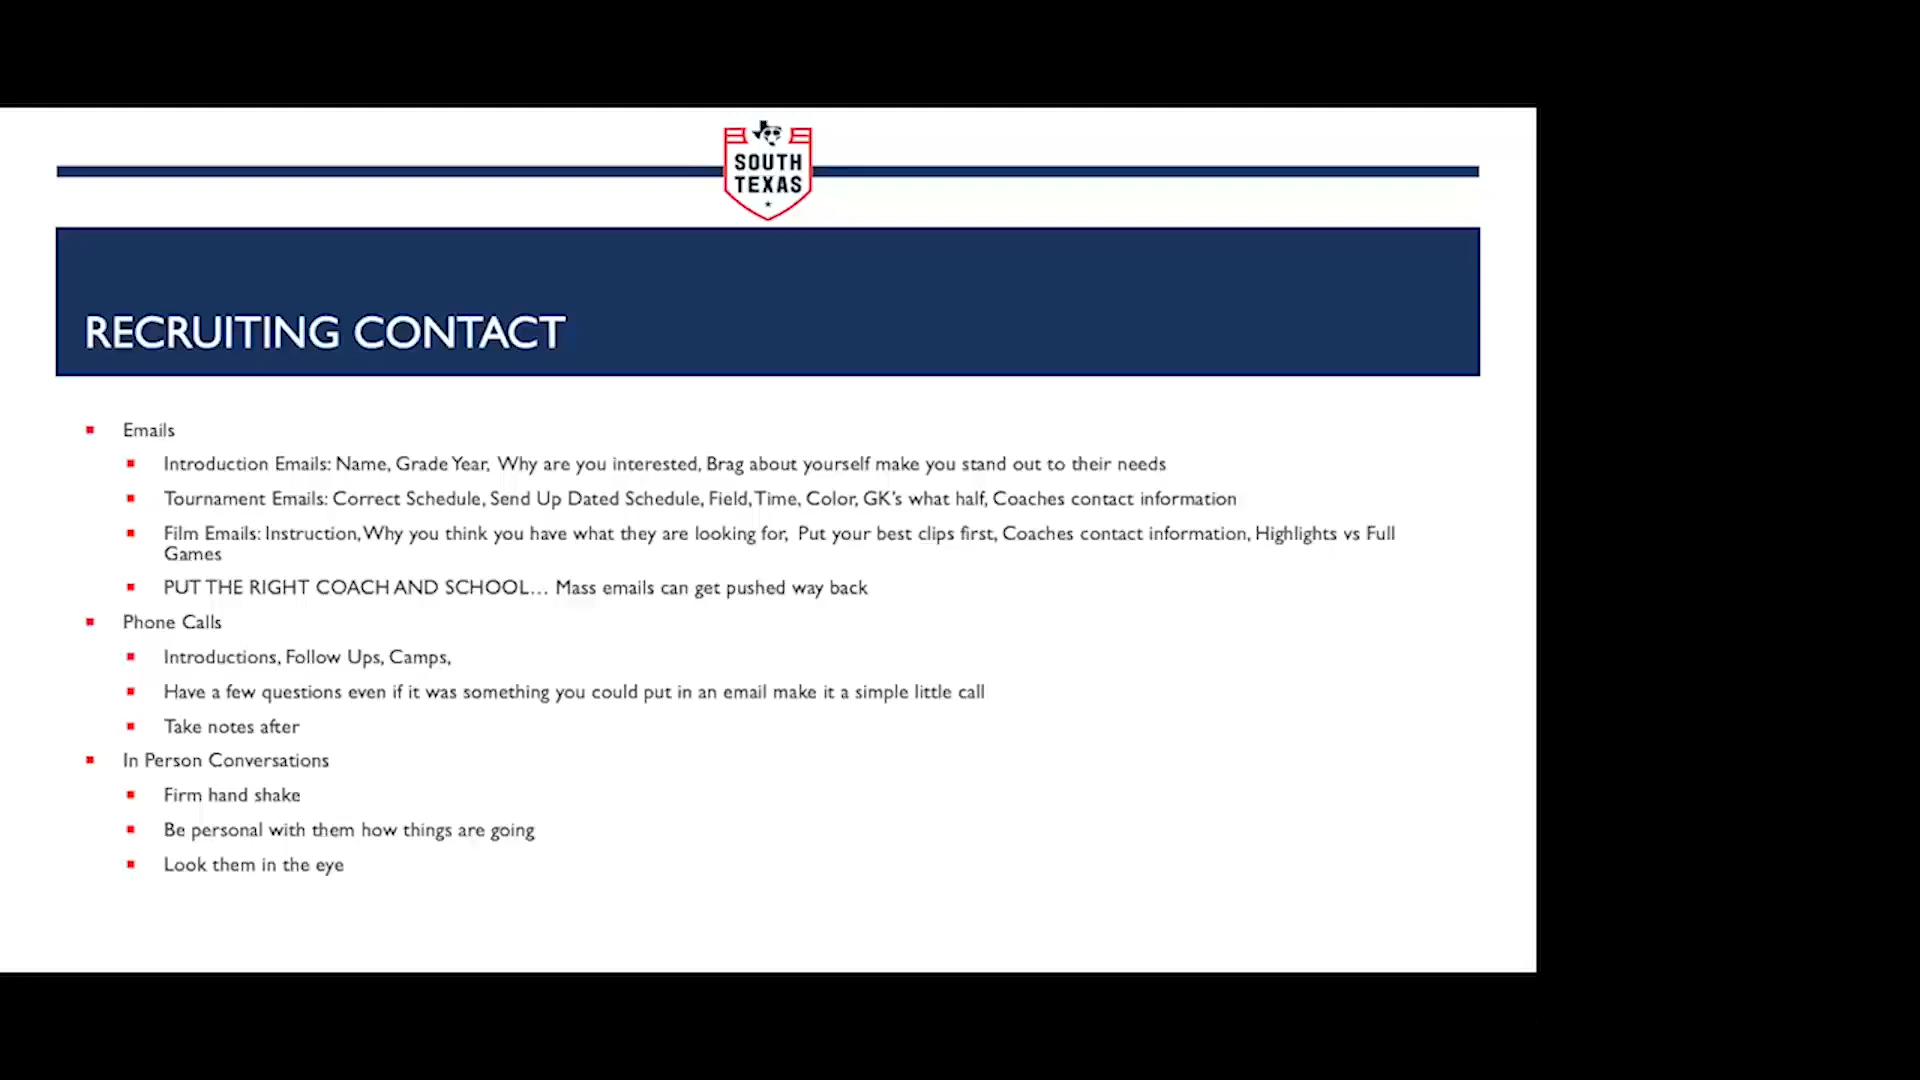 SOUTH
TEXAS
RECRUITING CONTACT
Emails
Introduction Emails: Name, Grade Year, Why are you interested, Brag about yourself make you stand out to their needs
Tournament Emails: Correct Schedule, Send Up Dated Schedule, Field, Time, Color, GK's what half, Coaches contact information
Film Emails: Instruction, Why you think you have what they are looking for, Put your best clips first, Coaches contact information, Highlights vs Full
Games
PUT THE RIGHT COACH AND SCHOOL… Mass emails can get pushed way back
Phone Calls
Introductions, Follow Ups, Camps,
Have a few questions even if it was something you could put in an email make it a simple little call
Take notes after
In Person Conversations
Firm hand shake
Be personal with them how things are going
Look them in the eye